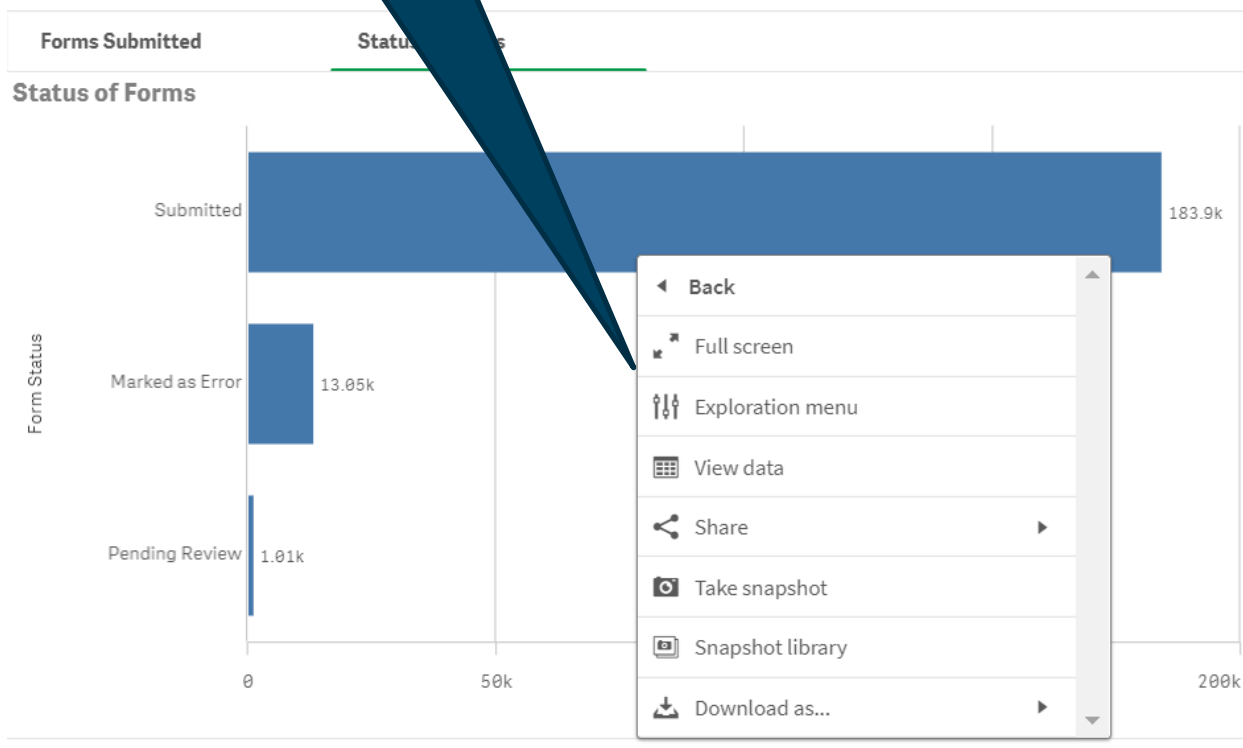 Forms Submitted
Status of Forms
183.9k
Submitted
Back
Full screen
Form Status
Marked as Error
13.05k
Exploration menu
View data
Share
Pending Review
1.01k
Take snapshot
Snapshot library
0
50k
200k
Download as...